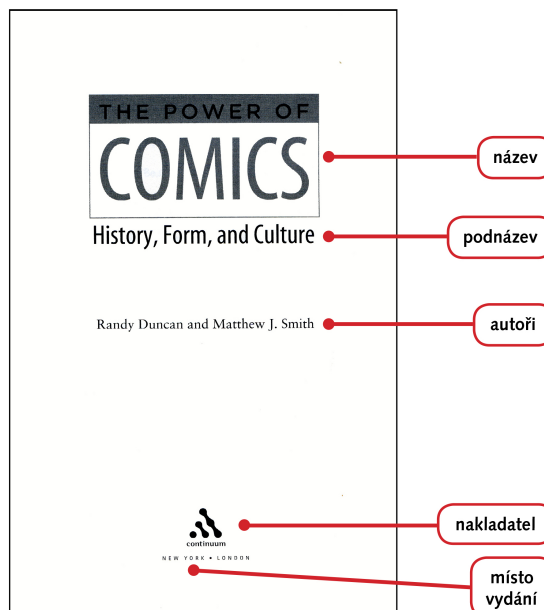 THE POWER OF
COMICS
název
History, Form, and Culture
podnázev
Randy Duncan and Matthew J. Smith
autoři
nakladatel
continuum
NEW YORK • LONDON
místo
vydání